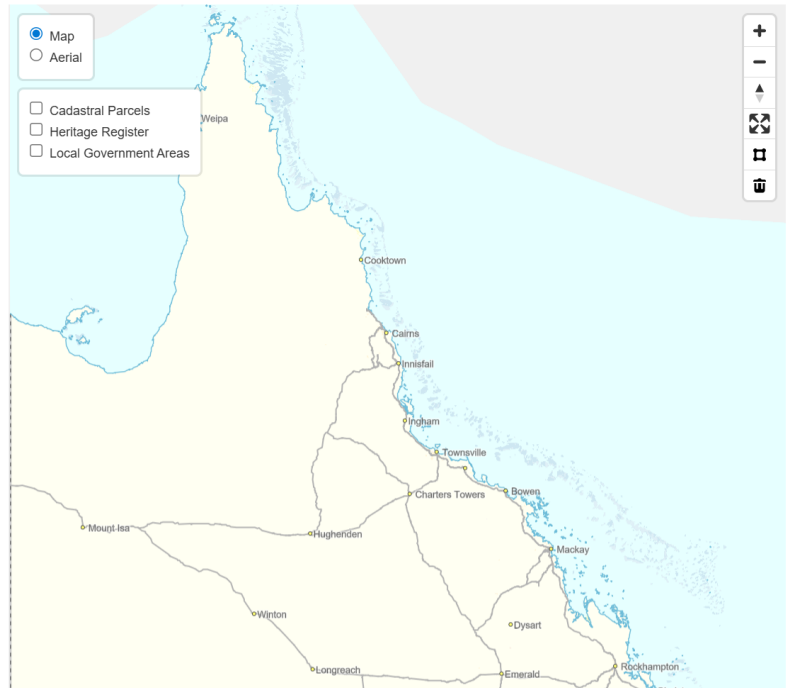 Map
Aerial
Cadastral Parcels
Heritage Register
Local Government Areas
Weipa
Cooktown
Cairns
Innisfail
Ingham
Townsville
Charters Towers
Bowen
Mount Isa
Hughenden
Mackay
Winton
Dysart
Longreach
Emerald
Rockhampton